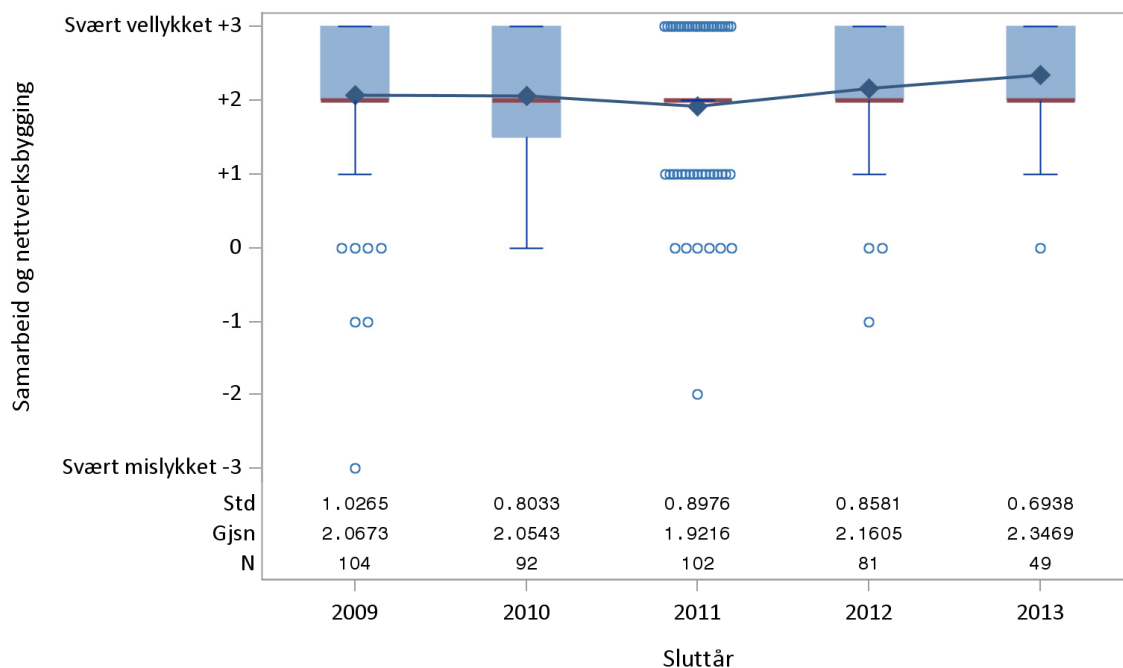 Samarbeid og nettverksbygging
Svært vellykket +3
+2
+1
0
-1
-2
Svært mislykket -3
Std 1.0265 0.8033 0.8976 0.8581 0.6938
Gjsn 2.0673 2.0543 1.9216 2.1605 2.3469
N 104 92 102 81 49
2009 2010 2011 2012 2013
Sluttår